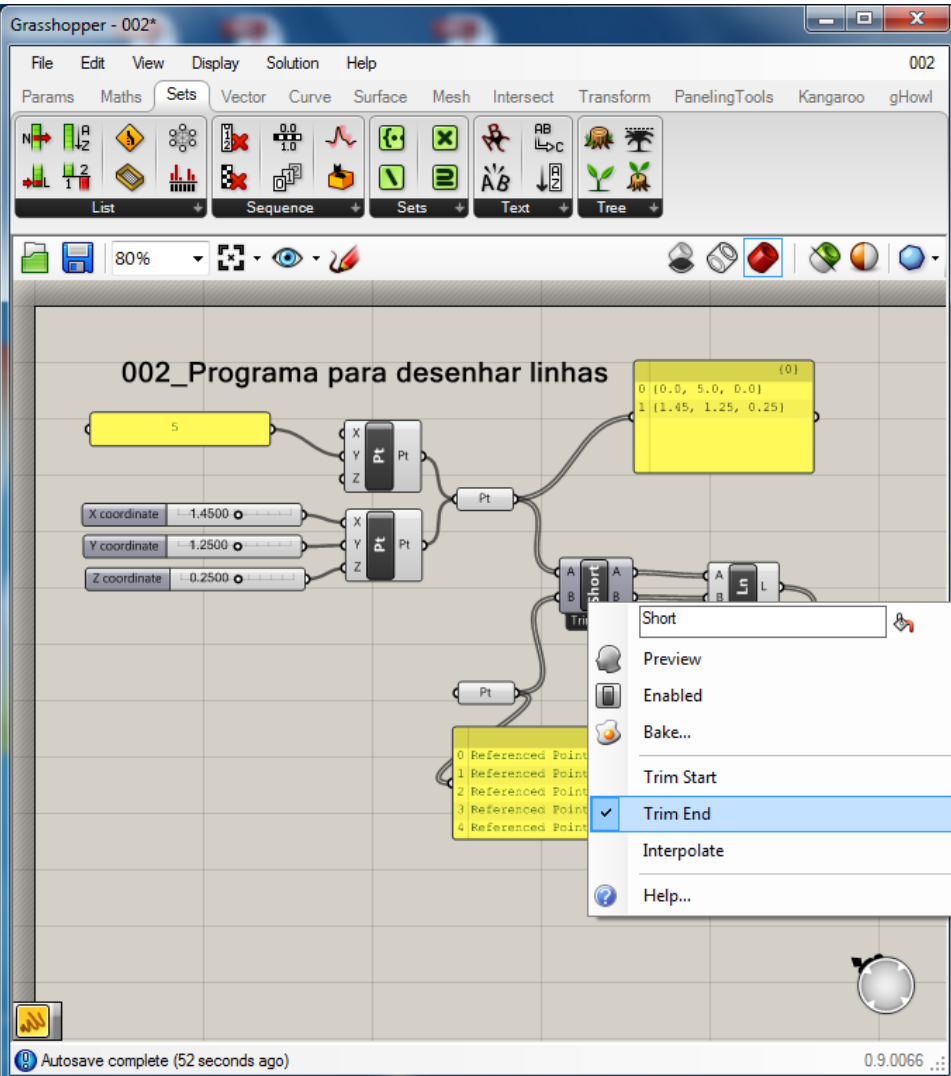 Grasshopper - 002*
File Edit View Display Solution Help 002
Params Maths Sets Vector Curve Surface Mesh Intersect Transform PanelingTools Kangaroo gHowl
List Sequence Sets Text Tree
80%
002_Programa para desenhar linhas
{0}
0 {0.0, 5.0, 0.0}
1 {1.45, 1.25, 0.25}
5
X
Y Pt Pt
Z
Pt
X coordinate 1.4500
Y coordinate 1.2500
Z coordinate 0.2500
X
Y Pt Pt
Z
A Short A
B B
A Ln L
B
Tri
Short
Preview
Enabled
Bake...
Trim Start
Trim End
Interpolate
Help...
Pt
0 Referenced Point
1 Referenced Point
2 Referenced Point
3 Referenced Point
4 Referenced Point
Autosave complete (52 seconds ago) 0.9.0066